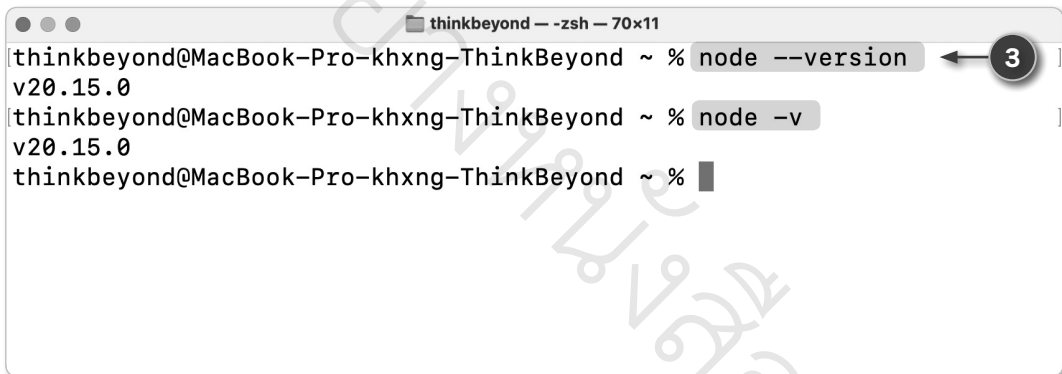 thinkbeyond — -zsh — 70×11
thinkbeyond@MacBook-Pro-khxng-ThinkBeyond ~ % node --version
3
v20.15.0
thinkbeyond@MacBook-Pro-khxng-ThinkBeyond ~ % node -v
v20.15.0
thinkbeyond@MacBook-Pro-khxng-ThinkBeyond ~ %